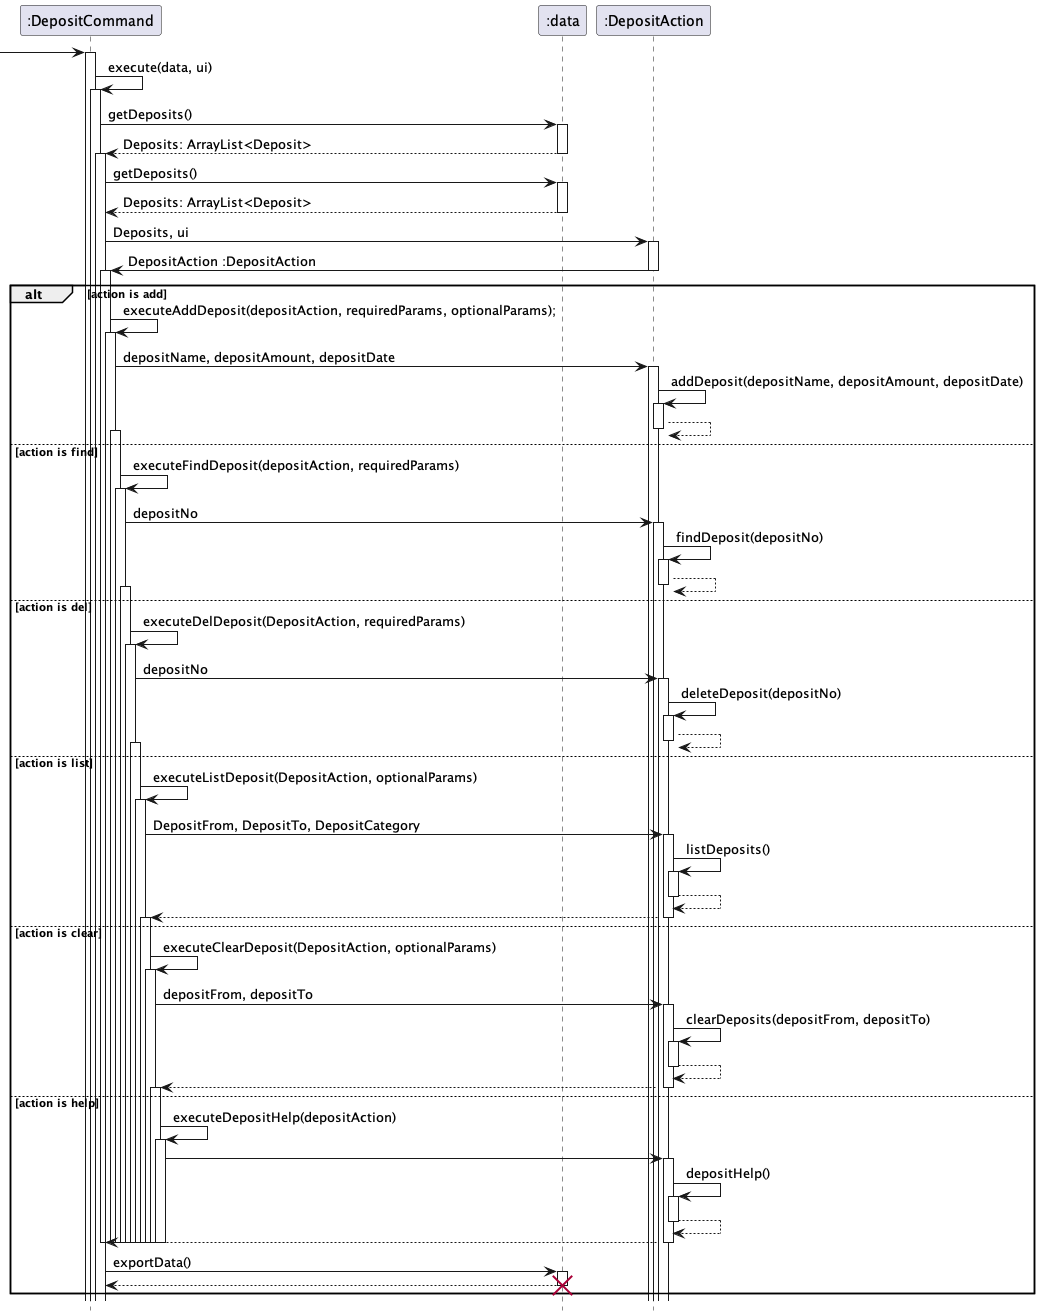 :DepositCommand
:data
:DepositAction
execute(data, ui)
getDeposits()
Deposits: ArrayList<Deposit>
getDeposits()
Deposits: ArrayList<Deposit>
Deposits, ui
DepositAction :DepositAction
alt
[action is add]
executeAddDeposit(depositAction, requiredParams, optionalParams);
depositName, depositAmount, depositDate
addDeposit(depositName, depositAmount, depositDate)
[action is find]
executeFindDeposit(depositAction, requiredParams)
depositNo
findDeposit(depositNo)
[action is del]
executeDelDeposit(DepositAction, requiredParams)
depositNo
deleteDeposit(depositNo)
[action is list]
executeListDeposit(DepositAction, optionalParams)
DepositFrom, DepositTo, DepositCategory
listDeposits()
[action is clear]
executeClearDeposit(DepositAction, optionalParams)
depositFrom, depositTo
clearDeposits(depositFrom, depositTo)
[action is help]
executeDepositHelp(depositAction)
depositHelp()
exportData()